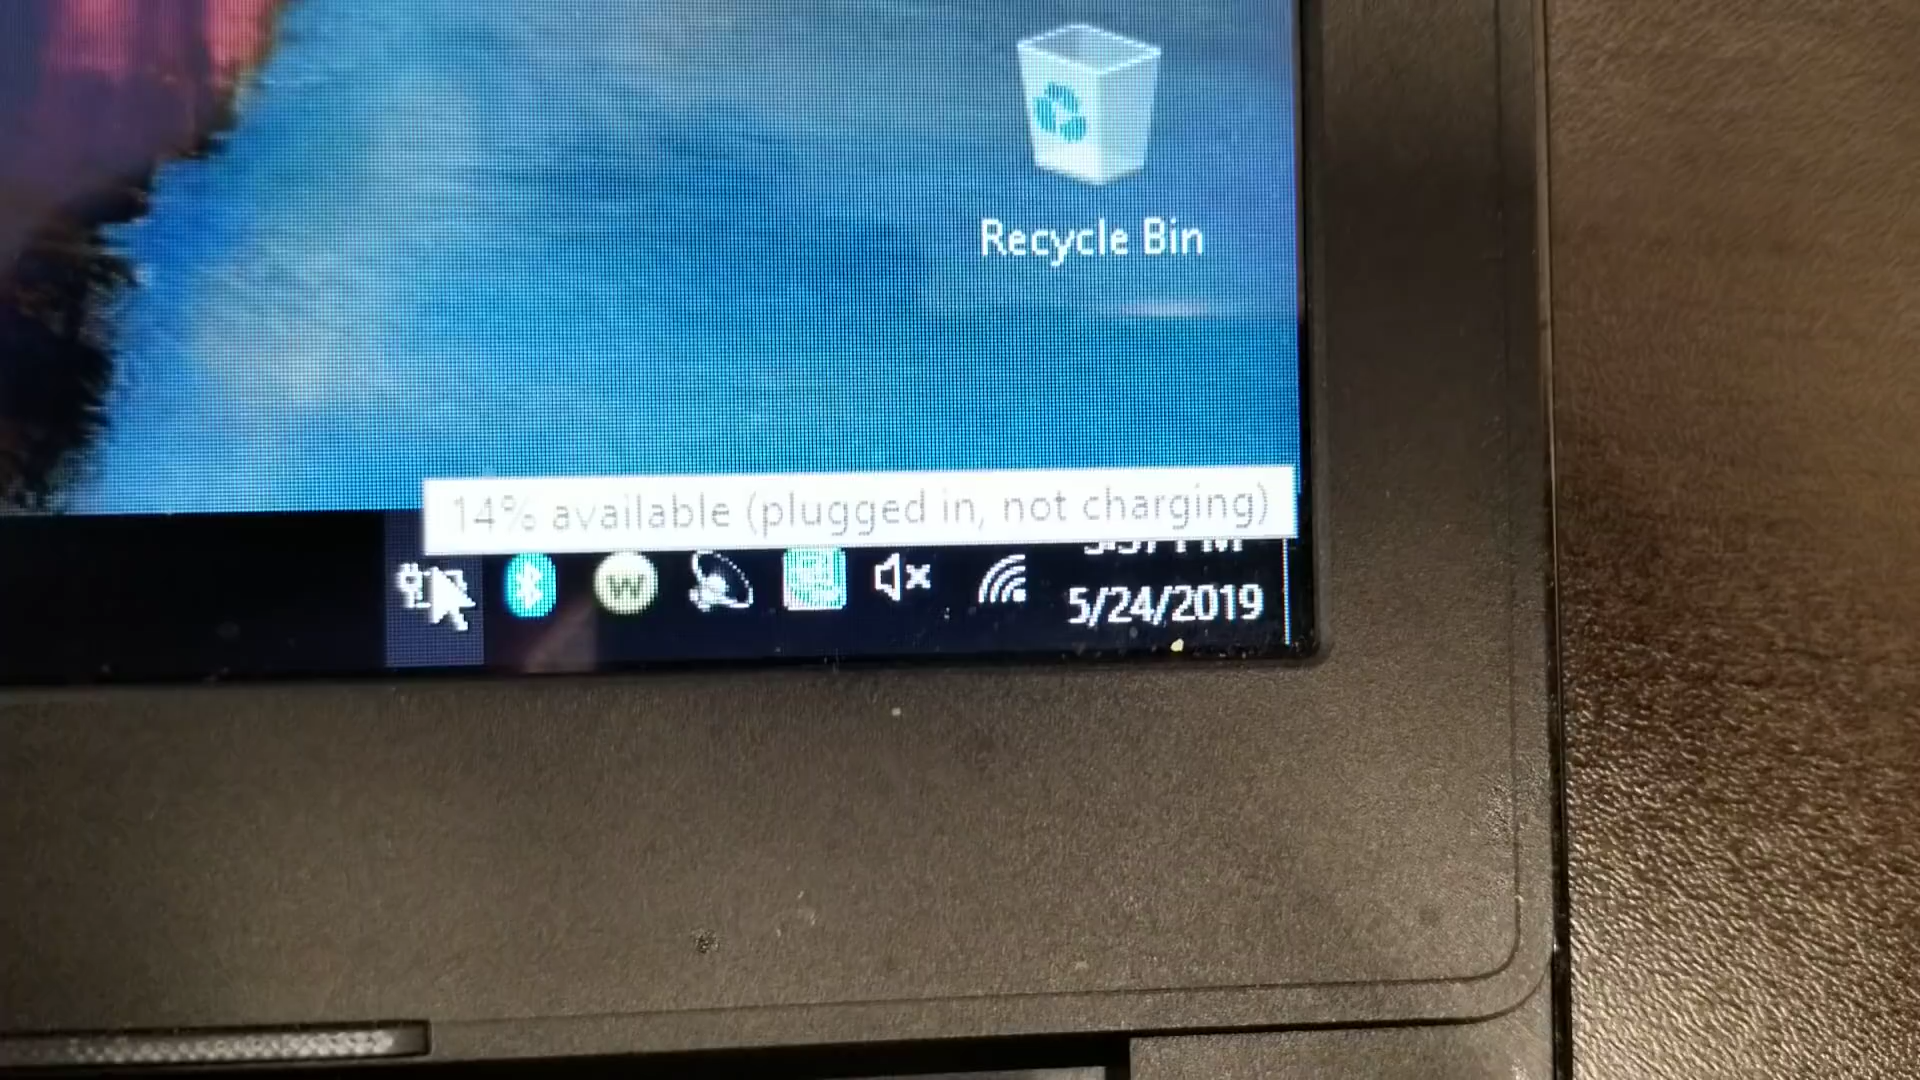 Recycle Bin
14% available (plugged in, not charging)
W
5/24/2019